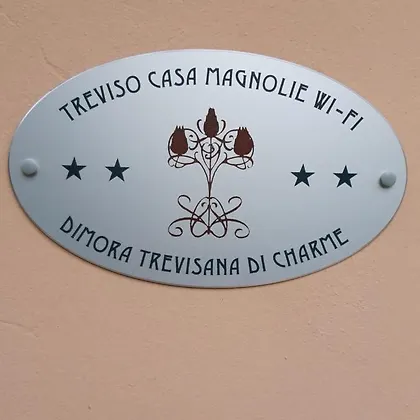 TREVISO CASA MAGNOLIE WI-FI
DIMORA TREVISANA DI CHARME